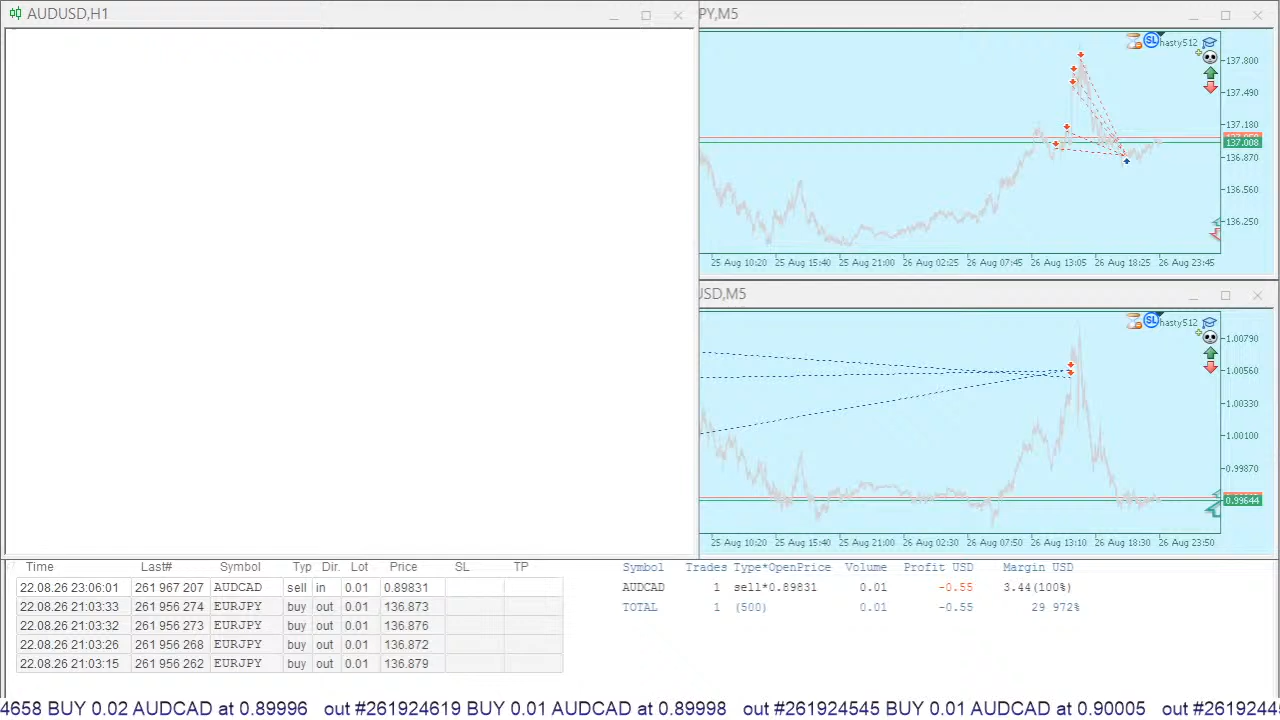 AUDUSD,H1
PY,M5
hasty512
137.800
137.490
137.180
137.008
136.870
136.560
136.250
25 Aug 10:20 25 Aug 15:40 25 Aug 21:00 26 Aug 02:25 26 Aug 07:45 26 Aug 13:05 26 Aug 18:25 26 Aug 23:45
USD,M5
SL hasty512
1.00790
1.00560
1.00330
1.00100
0.99870
0.99644
25 Aug 10:20 25 Aug 15:40 25 Aug 21:00 26 Aug 02:30 26 Aug 07:50 26 Aug 13:10 26 Aug 18:30 26 Aug 23:50
Time Last# Symbol Typ Dir. Lot Price SL TP
22.08.26 23:06:01 261 967 207 AUDCAD sell in 0.01 0.89831
22.08.26 21:03:33 261 956 274 EURJPY buy out 0.01 136.873
22.08.26 21:03:32 261 956 273 EURJPY buy out 0.01 136.876
22.08.26 21:03:26 261 956 268 EURJPY buy out 0.01 136.872
22.08.26 21:03:15 261 956 262 EURJPY buy out 0.01 136.879
Symbol Trades Type*OpenPrice Volume Profit USD Margin USD
AUDCAD 1 sell*0.89831 0.01 -0.55 3.44(100%)
TOTAL 1 (500) 0.01 -0.55 29 972%
4658 BUY 0.02 AUDCAD at 0.89996 out #261924619 BUY 0.01 AUDCAD at 0.89998 out #261924545 BUY 0.01 AUDCAD at 0.90005 out #2619244